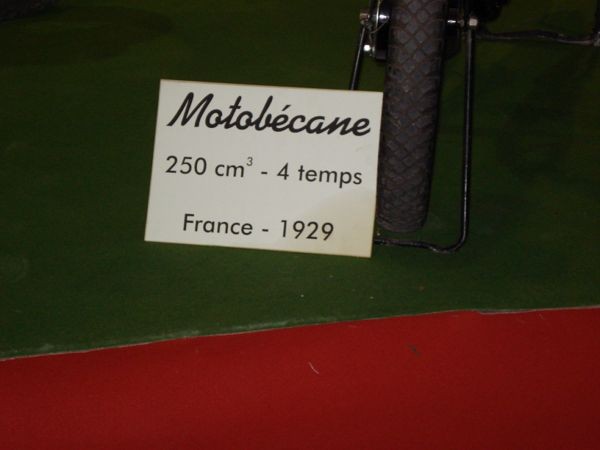 Motobécane
250 cm³ - 4 temps
France - 1929